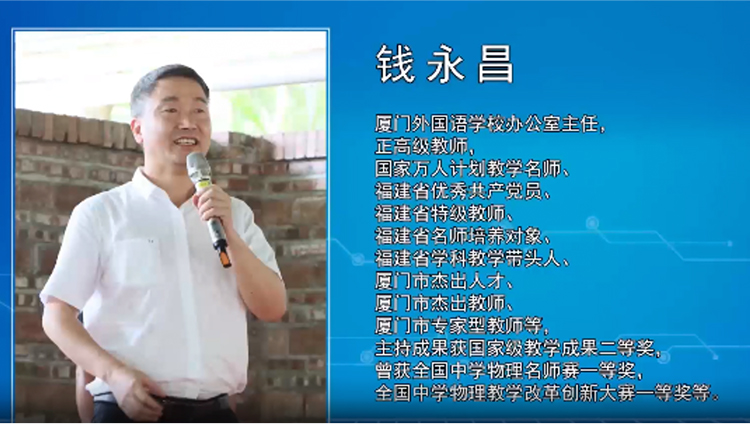 钱永昌
厦门外国语学校办公室主任,
正高级教师,
国家万人计划教学名师、
福建省优秀共产党员、
福建省特级教师、
福建省名师培养对象、
福建省学科教学带头人、
厦门市杰出人才、
厦门市杰出教师、
厦门市专家型教师等,
主持成果获国家级教学成果二等奖,
曾获全国中学物理名师赛一等奖,
全国中学物理教学改革创新大赛一等奖等.